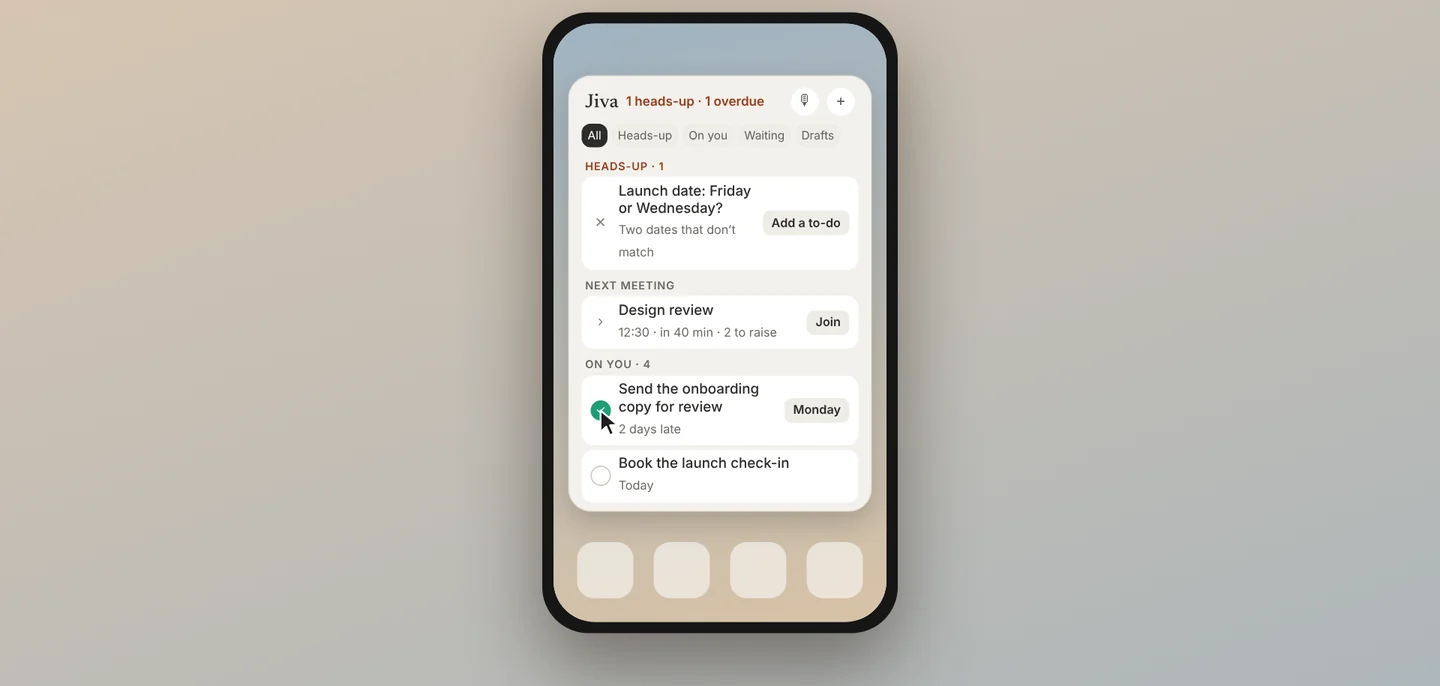 Jiva 1 heads-up · 1 overdue
+
All Heads-up On you Waiting Drafts
HEADS-UP · 1
Launch date: Friday
or Wednesday?
Two dates that don’t
match
Add a to-do
NEXT MEETING
Design review
12:30 · in 40 min · 2 to raise
Join
ON YOU · 4
Send the onboarding
copy for review
2 days late
Monday
Book the launch check-in
Today